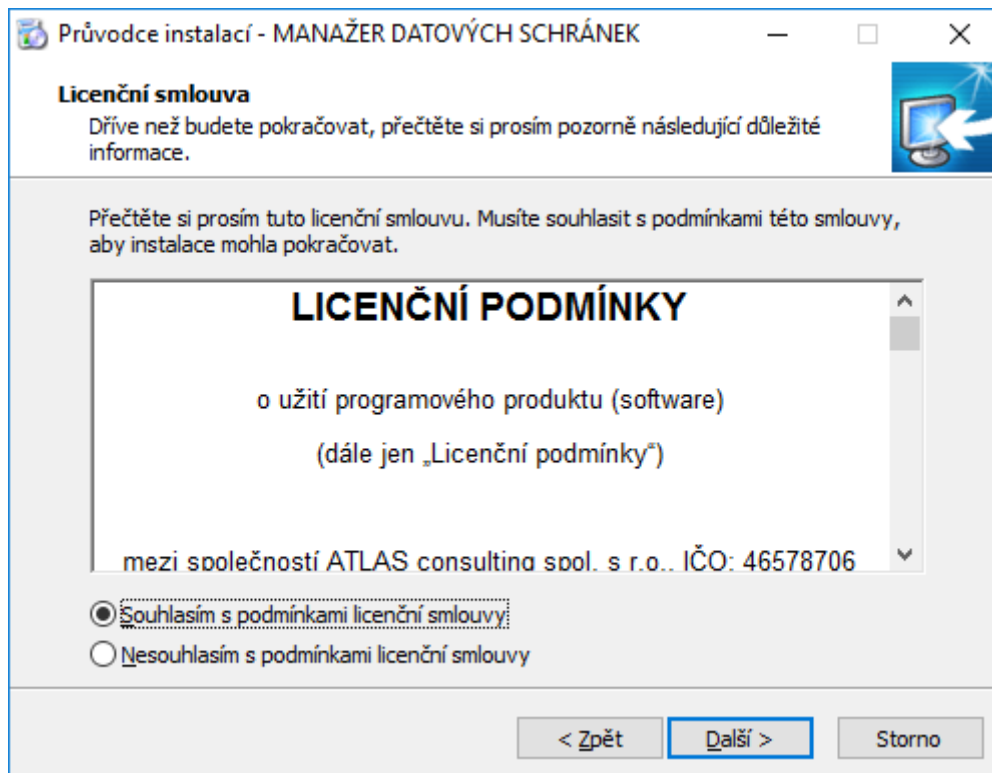 Průvodce instalací - MANAŽER DATOVÝCH SCHRÁNEK
Licenční smlouva
Dříve než budete pokračovat, přečtěte si prosím pozorně následující důležité
informace.
Přečtěte si prosím tuto licenční smlouvu. Musíte souhlasit s podmínkami této smlouvy,
aby instalace mohla pokračovat.
LICENČNÍ PODMÍNKY
o užití programového produktu (software)
(dále jen „Licenční podmínky“)
mezi společností ATLAS consulting spol. s r.o., IČO: 46578706
Souhlasím s podmínkami licenční smlouvy
Nesouhlasím s podmínkami licenční smlouvy
< Zpět
Další >
Storno